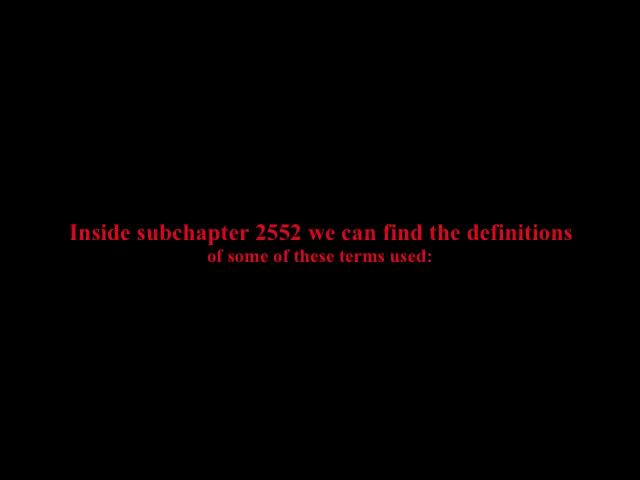 Inside subchapter 2552 we can find the definitions
of some of these terms used: